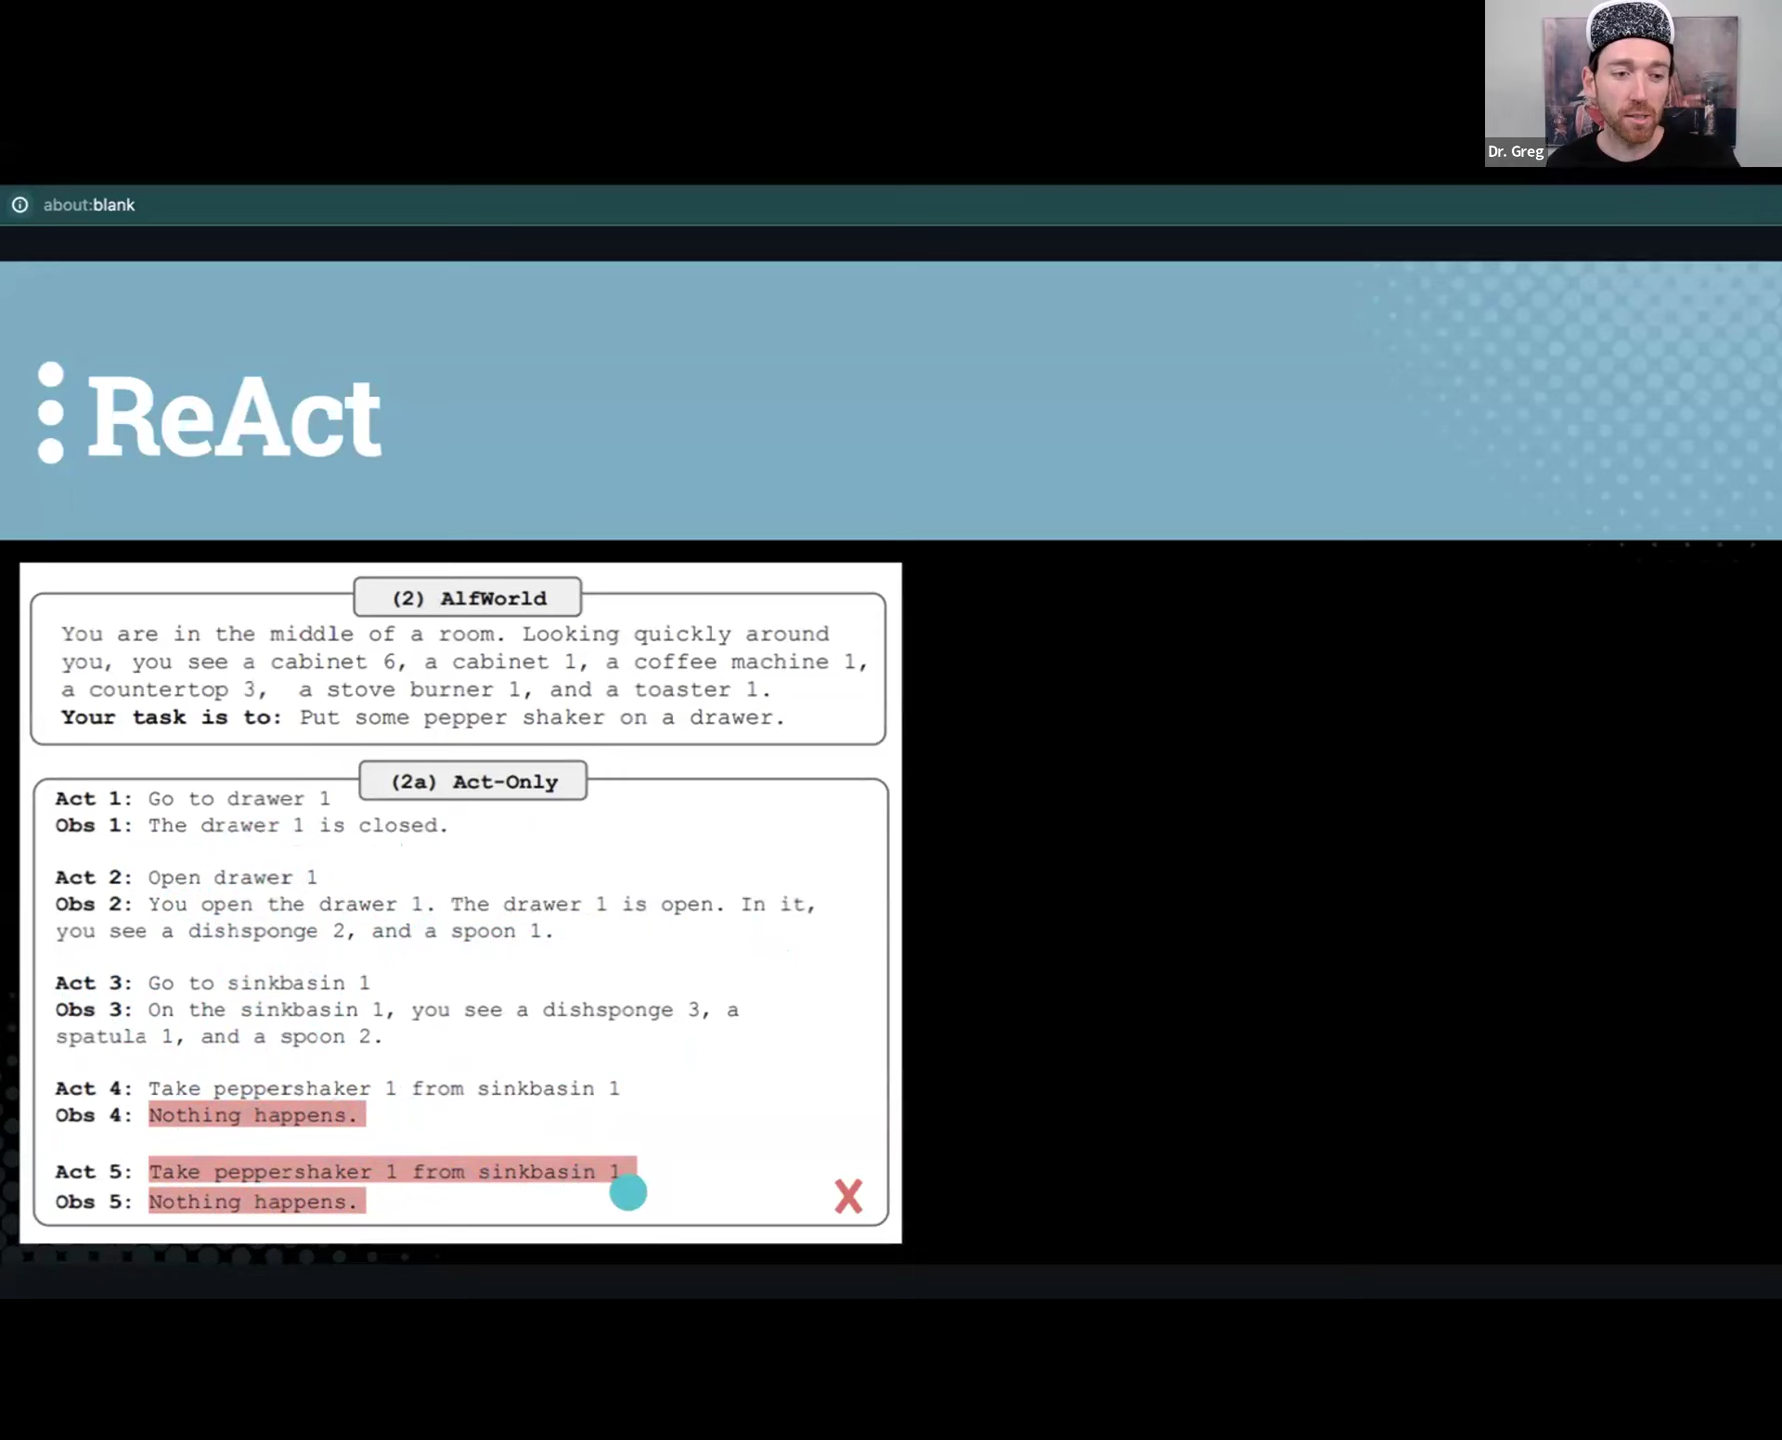 Dr. Greg
about:blank
ReAct
(2) AlfWorld
You are in the middle of a room. Looking quickly around
you, you see a cabinet 6, a cabinet 1, a coffee machine 1,
a countertop 3, a stove burner 1, and a toaster 1.
Your task is to: Put some pepper shaker on a drawer.
(2a) Act-Only
Act 1: Go to drawer 1
Obs 1: The drawer 1 is closed.
Act 2: Open drawer 1
Obs 2: You open the drawer 1. The drawer 1 is open. In it,
you see a dishsponge 2, and a spoon 1.
Act 3: Go to sinkbasin 1
Obs 3: On the sinkbasin 1, you see a dishsponge 3, a
spatula 1, and a spoon 2.
Act 4: Take peppershaker 1 from sinkbasin 1
Obs 4: Nothing happens.
Act 5: Take peppershaker 1 from sinkbasin 1
Obs 5: Nothing happens.